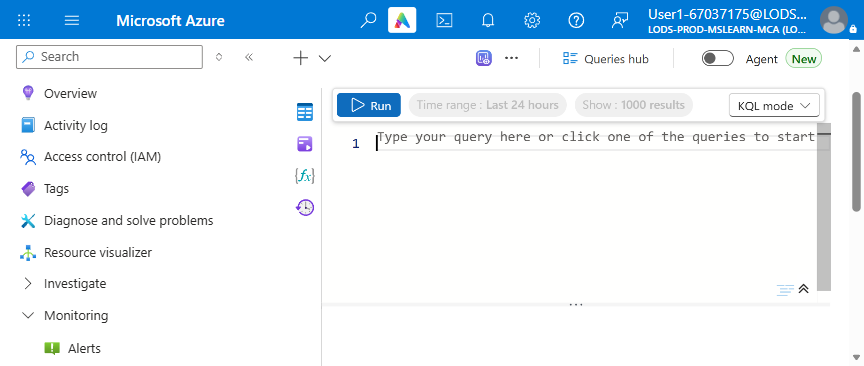 Microsoft Azure
User1-67037175@LODS...
LODS-PROD-MSLEARN-MCA (LO...
Search
Queries hub
Agent
New
Overview
Activity log
Access control (IAM)
Tags
Diagnose and solve problems
Resource visualizer
Investigate
Monitoring
Alerts
{fx}
Run
Time range : Last 24 hours
Show : 1000 results
KQL mode
1
Type your query here or click one of the queries to start